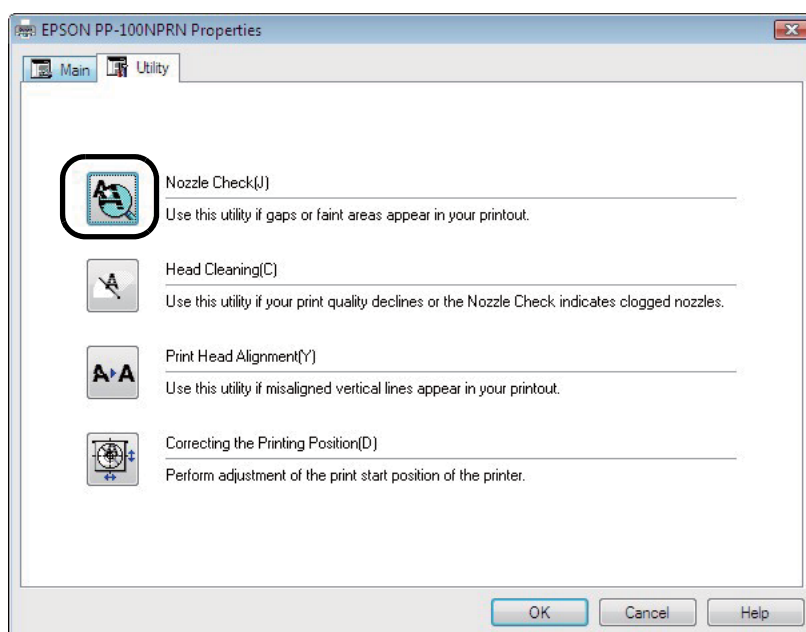 EPSON PP-100NPRN Properties
Main Utility
Nozzle Check(J)
Use this utility if gaps or faint areas appear in your printout.
Head Cleaning(C)
Use this utility if your print quality declines or the Nozzle Check indicates clogged nozzles.
Print Head Alignment(Y)
Use this utility if misaligned vertical lines appear in your printout.
Correcting the Printing Position(D)
Perform adjustment of the print start position of the printer.
OK Cancel Help